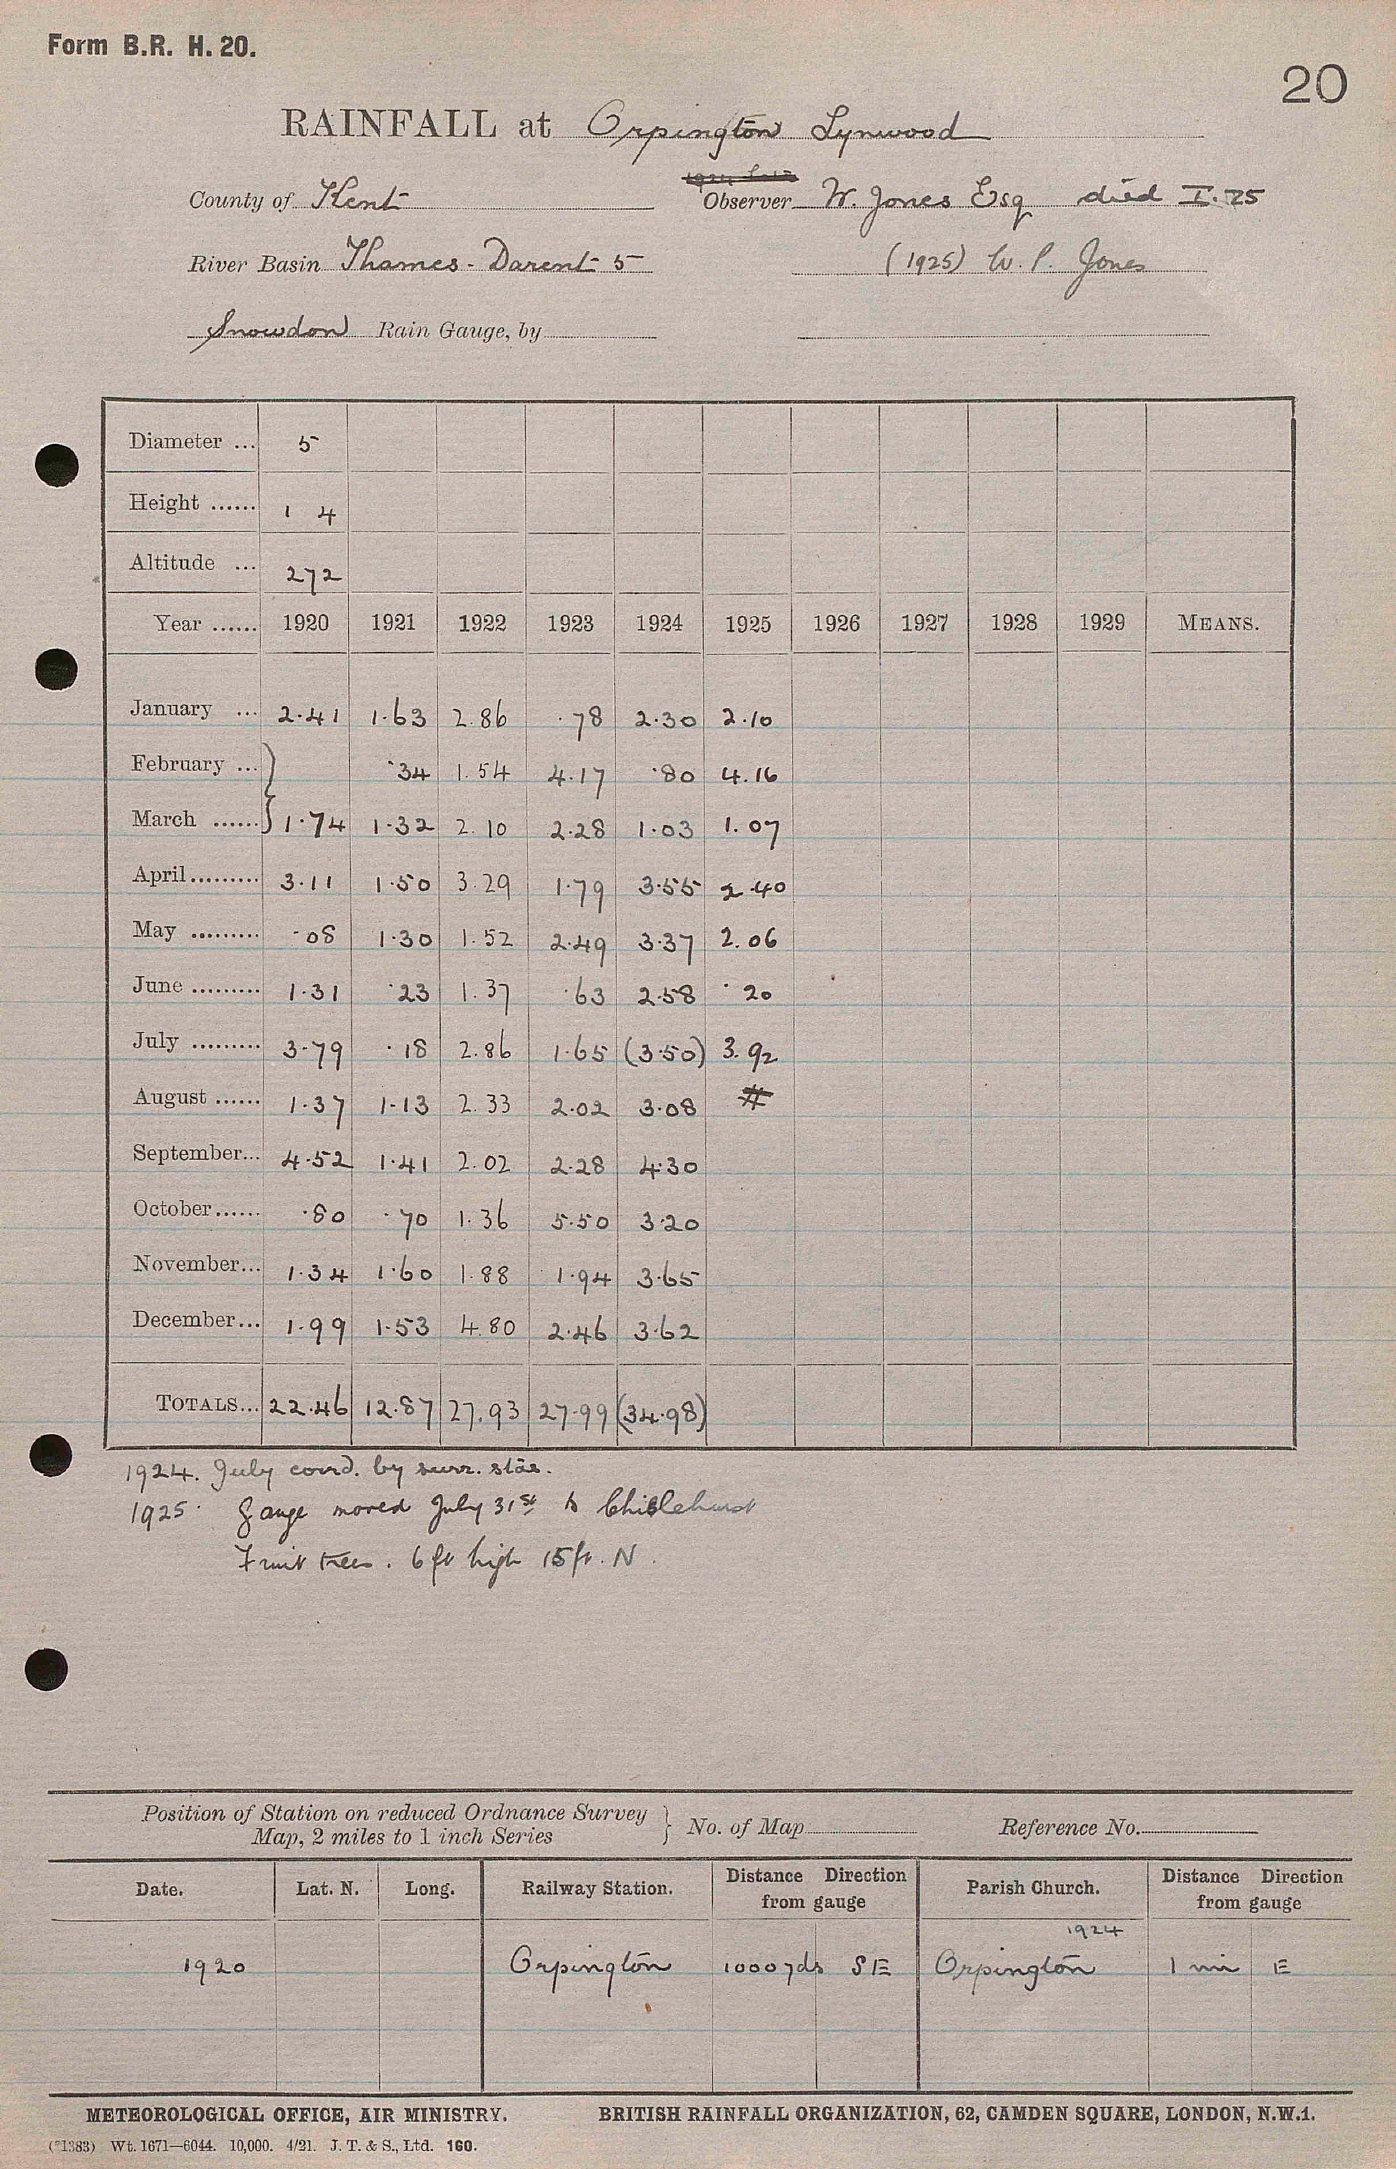 Form B.R. H. 20.
20
RAINFALL at Orpington Lynwood
County of Kent
Observer W. Jones Esq died I.25
River Basin Thames - Darent 5
(1925) W. P. Jones
Snowdon Rain Gauge, by
Diameter ... 5
Height ...... 1 4
Altitude ... 272
Year ...... 1920 1921 1922 1923 1924 1925 1926 1927 1928 1929 MEANS.
January ... 2.41 1.63 2.86 .78 2.30 2.10
February ... } .34 1.54 4.17 .80 4.16
March ...... } 1.74 1.32 2.10 2.28 1.03 1.07
April ......... 3.11 1.50 3.29 1.79 3.55 2.40
May ......... .08 1.30 1.52 2.49 3.37 2.06
June ......... 1.31 .23 1.37 .63 2.58 .20
July ......... 3.79 .18 2.86 1.65 (3.50) 3.92
August ...... 1.37 1.13 2.33 2.02 3.08 #
September... 4.52 1.41 2.02 2.28 4.30
October...... .80 .70 1.36 5.50 3.20
November... 1.34 1.60 1.88 1.94 3.65
December... 1.99 1.53 4.80 2.46 3.62
TOTALS... 22.46 12.87 27.93 27.99 (34.98)
1924. July corrd. by surr. stas.
1925. Gauge moved July 31st to Chislehurst
Fruit trees. 6 ft high 15 ft. N.
Position of Station on reduced Ordnance Survey
Map, 2 miles to 1 inch Series } No. of Map Reference No.
Date. Lat. N. Long. Railway Station. Distance Direction from gauge Parish Church. Distance Direction from gauge
1924
1920 Orpington 1000 yds SE Orpington 1 mi E
METEOROLOGICAL OFFICE, AIR MINISTRY. BRITISH RAINFALL ORGANIZATION, 62, CAMDEN SQUARE, LONDON, N.W.1.
(*1383) Wt. 1671—6044. 10,000. 4/21. J. T. & S., Ltd. 160.